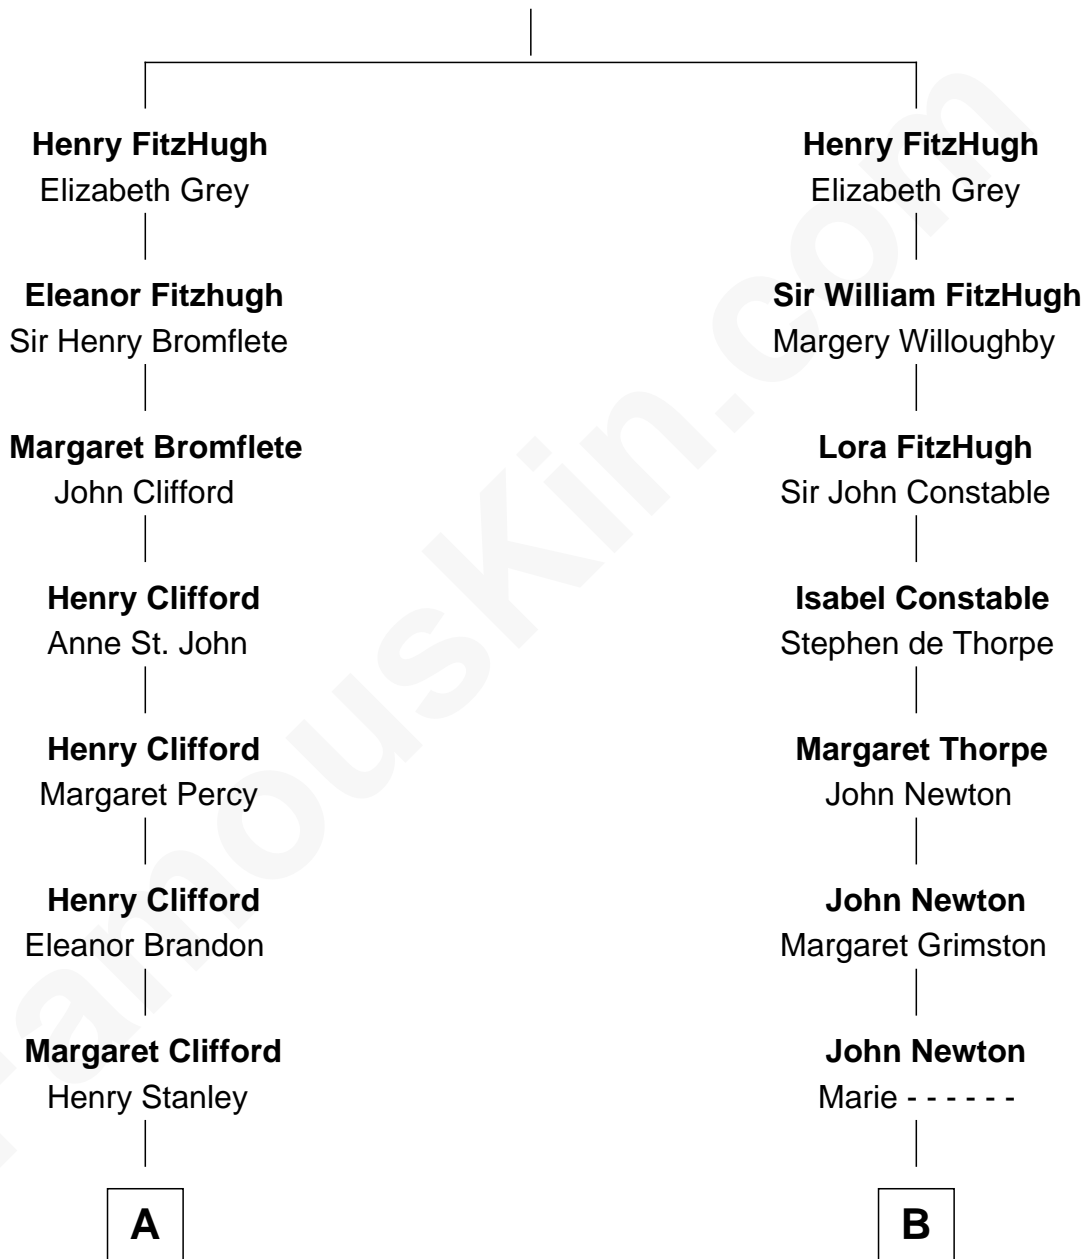 Henry FitzHugh
Elizabeth Grey
Eleanor Fitzhugh
Sir Henry Bromflete
Margaret Bromflete
John Clifford
Henry Clifford
Anne St. John
Henry Clifford
Margaret Percy
Henry Clifford
Eleanor Brandon
Margaret Clifford
Henry Stanley
A
Henry FitzHugh
Elizabeth Grey
Sir William FitzHugh
Margery Willoughby
Lora FitzHugh
Sir John Constable
Isabel Constable
Stephen de Thorpe
Margaret Thorpe
John Newton
John Newton
Margaret Grimston
John Newton
Marie - - - - - -
B
FamousKin.com